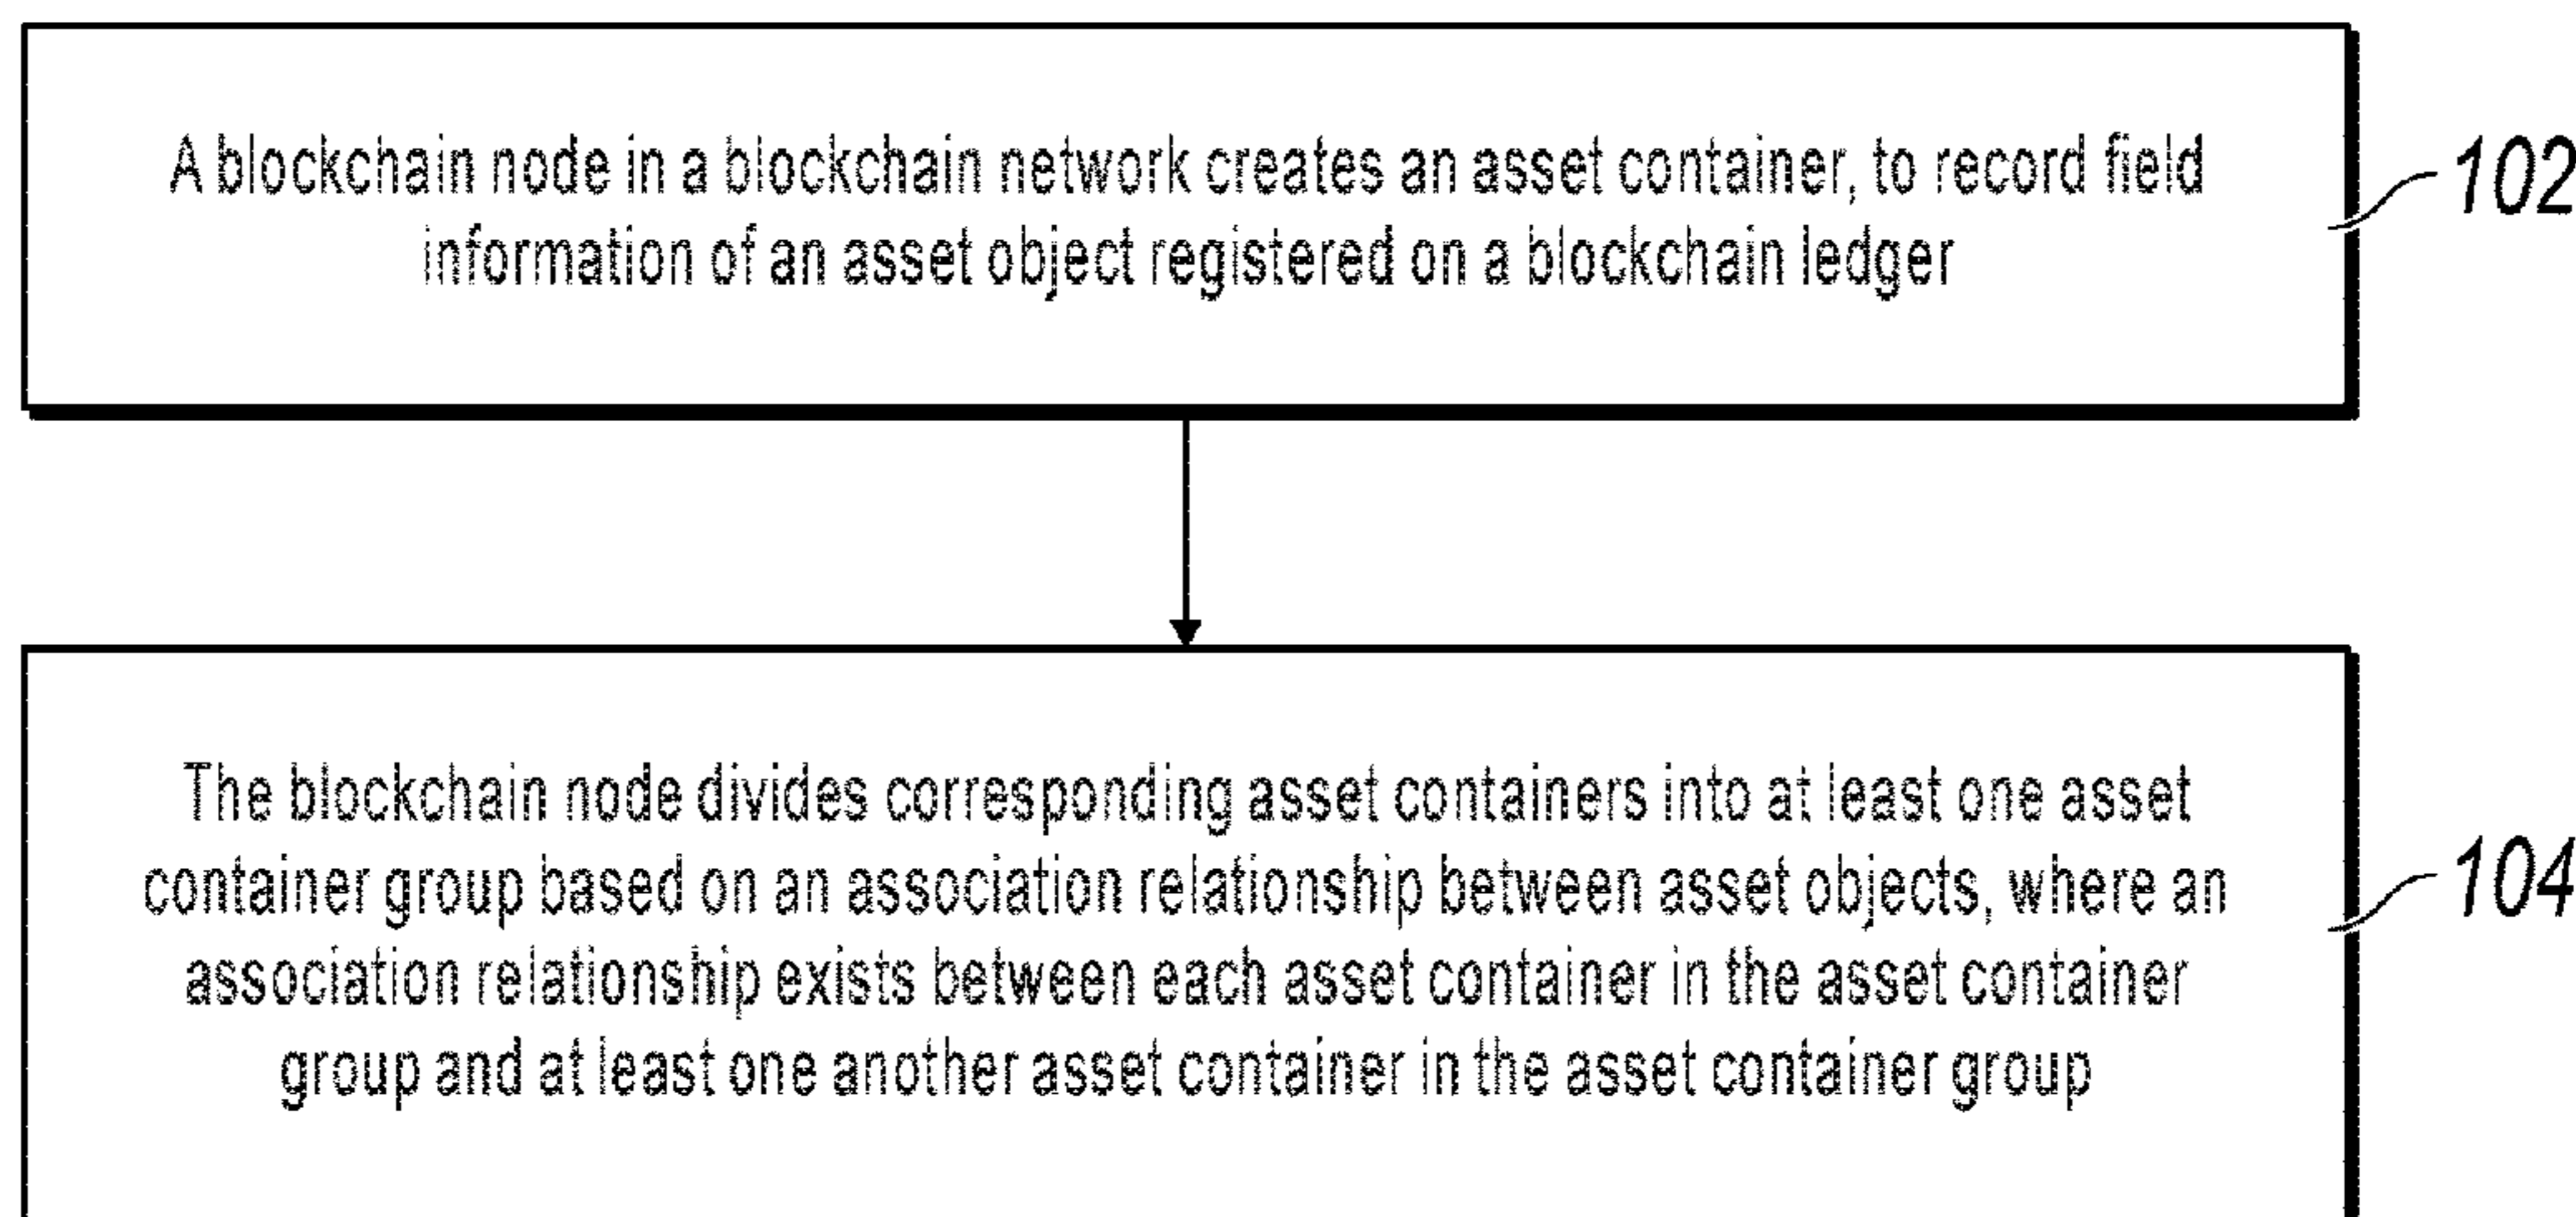 A blockchain node in a blockchain network creates an asset container, to record field
information of an asset object registered on a blockchain ledger
102
The blockchain node divides corresponding asset containers into at least one asset
container group based on an association relationship between asset objects, where an
association relationship exists between each asset container in the asset container
group and at least one another asset container in the asset container group
104